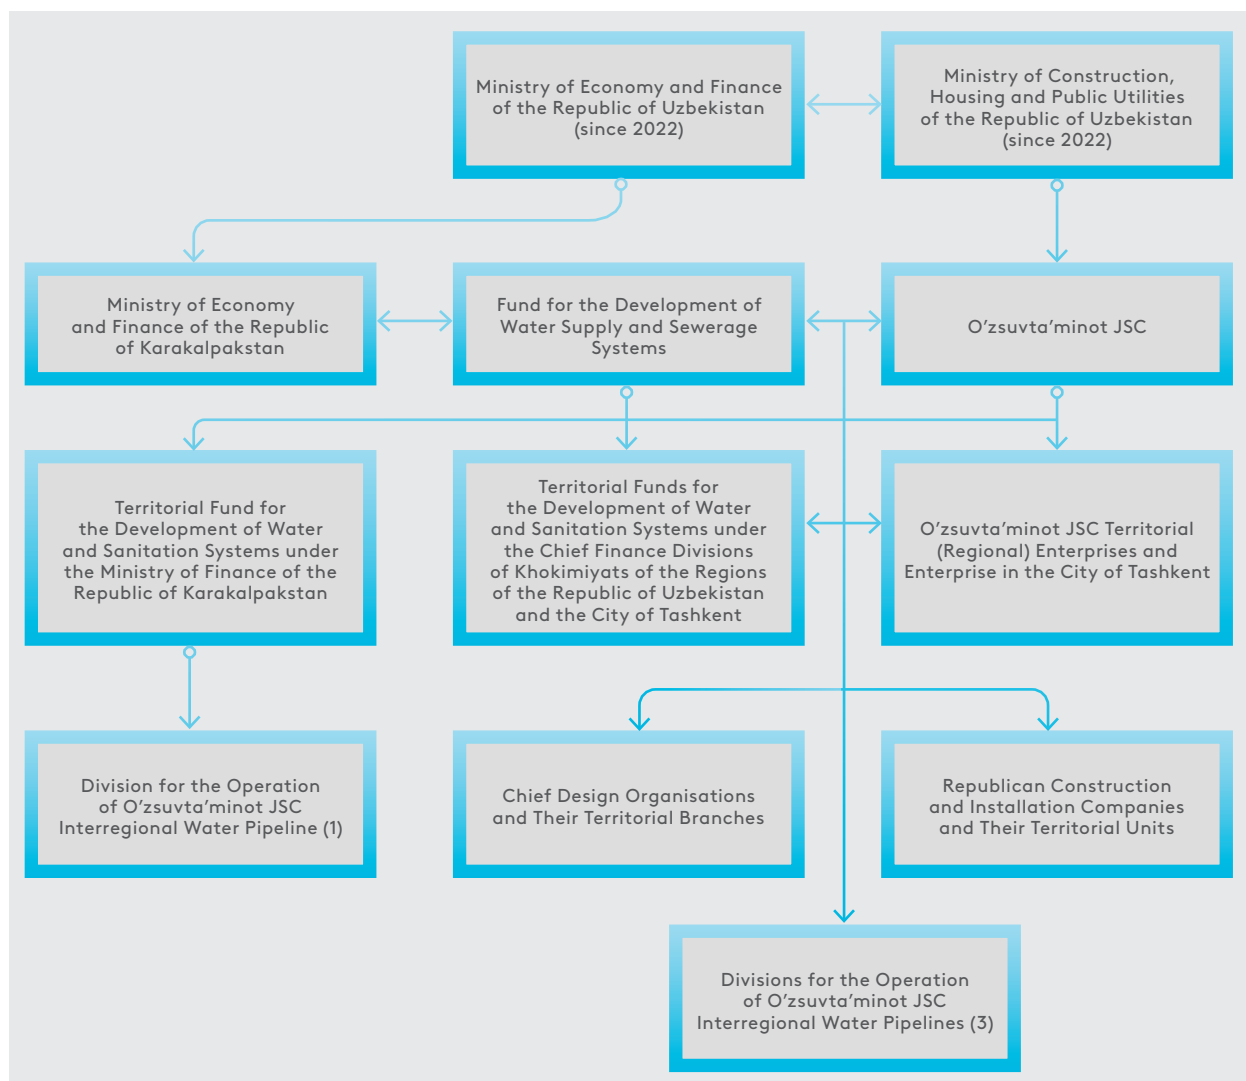 Ministry of Economy and Finance
of the Republic of Uzbekistan
(since 2022)
Ministry of Construction,
Housing and Public Utilities
of the Republic of Uzbekistan
(since 2022)
Ministry of Economy
and Finance of the Republic
of Karakalpakstan
Fund for the Development of
Water Supply and Sewerage
Systems
O’zsuvta’minot JSC
Territorial Fund for
the Development of Water
and Sanitation Systems under
the Ministry of Finance of the
Republic of Karakalpakstan
Territorial Funds for
the Development of Water
and Sanitation Systems under
the Chief Finance Divisions
of Khokimiyats of the Regions
of the Republic of Uzbekistan
and the City of Tashkent
O’zsuvta’minot JSC Territorial
(Regional) Enterprises and
Enterprise in the City of Tashkent
Division for the Operation
of O’zsuvta’minot JSC
Interregional Water Pipeline (1)
Chief Design Organisations
and Their Territorial Branches
Republican Construction
and Installation Companies
and Their Territorial Units
Divisions for the Operation
of O’zsuvta’minot JSC
Interregional Water Pipelines (3)